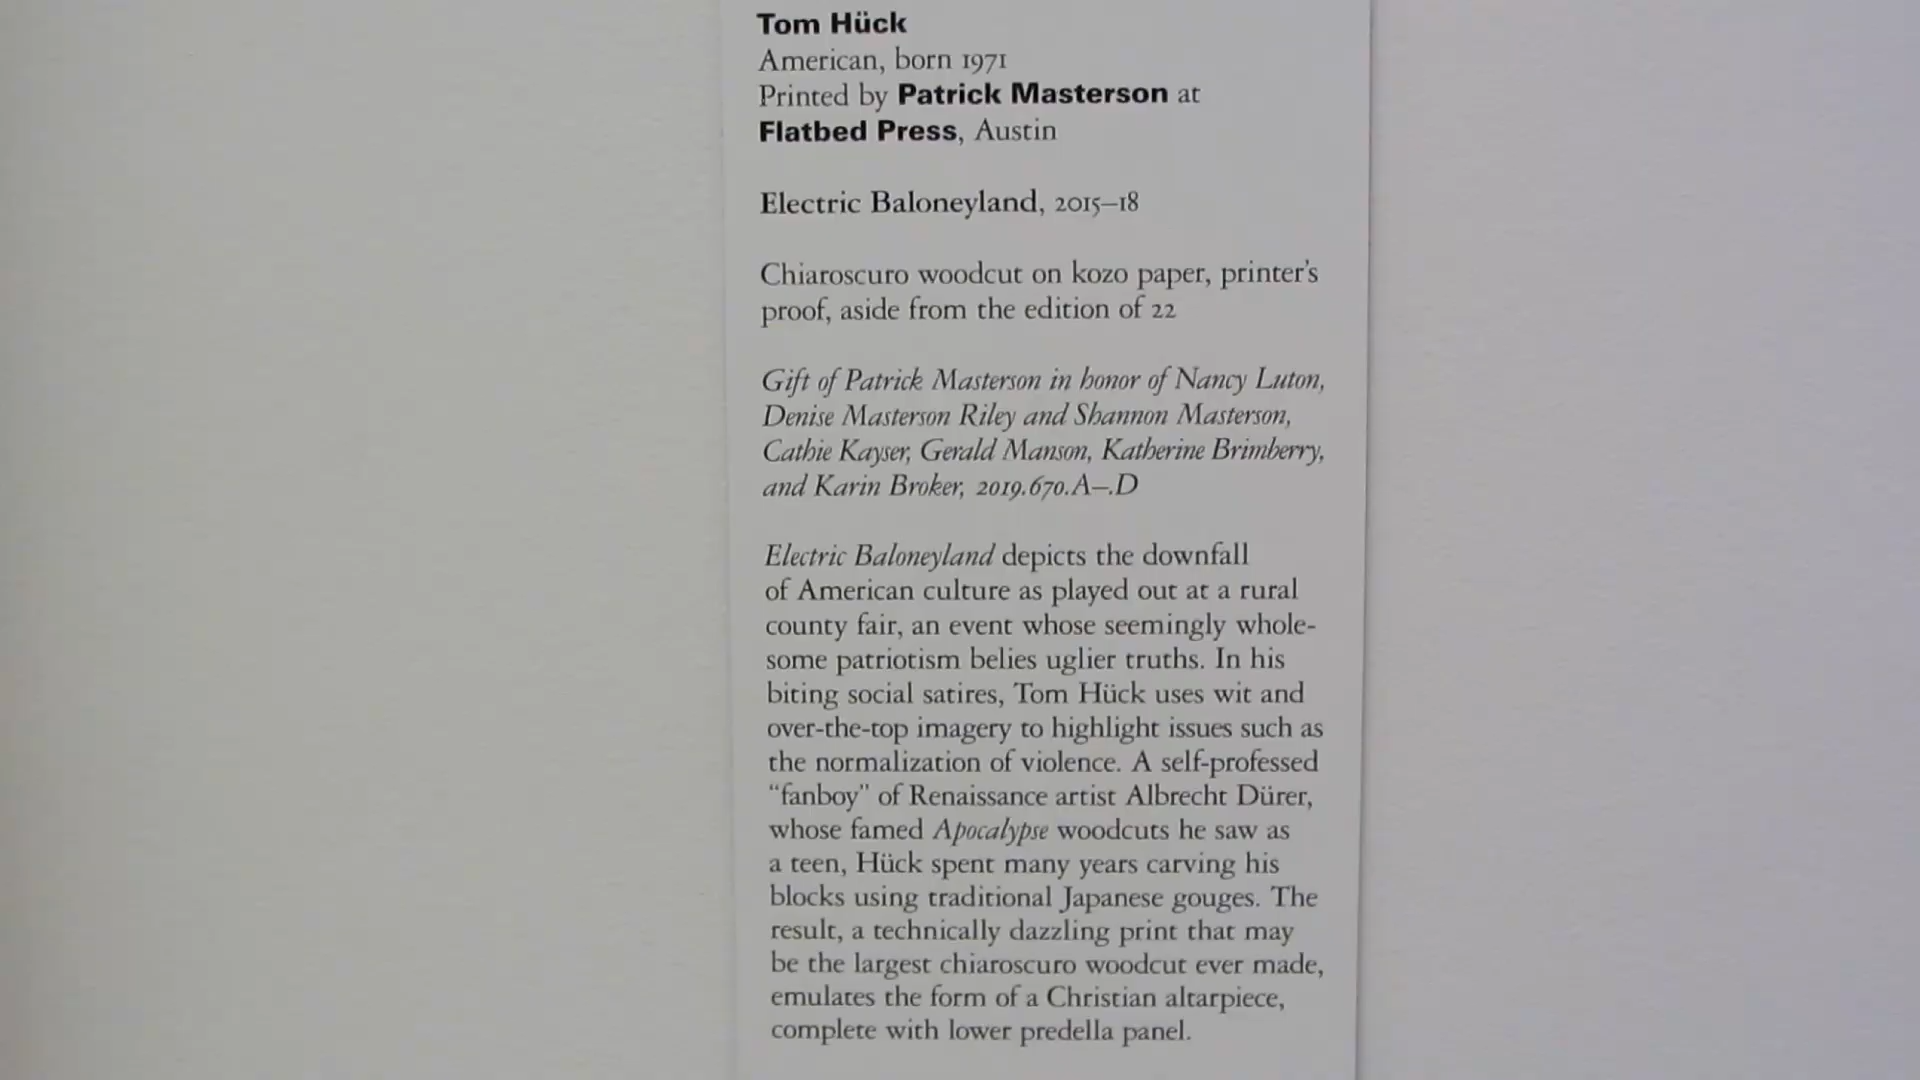 Tom Hück
American, born 1971
Printed by Patrick Masterson at
Flatbed Press, Austin
Electric Baloneyland, 2015–18
Chiaroscuro woodcut on kozo paper, printer's
proof, aside from the edition of 22
Gift of Patrick Masterson in honor of Nancy Luton,
Denise Masterson Riley and Shannon Masterson,
Cathie Kayser, Gerald Manson, Katherine Brimberry,
and Karin Broker, 2019.670.A–.D
Electric Baloneyland depicts the downfall
of American culture as played out at a rural
county fair, an event whose seemingly whole-
some patriotism belies uglier truths. In his
biting social satires, Tom Hück uses wit and
over-the-top imagery to highlight issues such as
the normalization of violence. A self-professed
"fanboy" of Renaissance artist Albrecht Dürer,
whose famed Apocalypse woodcuts he saw as
a teen, Hück spent many years carving his
blocks using traditional Japanese gouges. The
result, a technically dazzling print that may
be the largest chiaroscuro woodcut ever made,
emulates the form of a Christian altarpiece,
complete with lower predella panel.